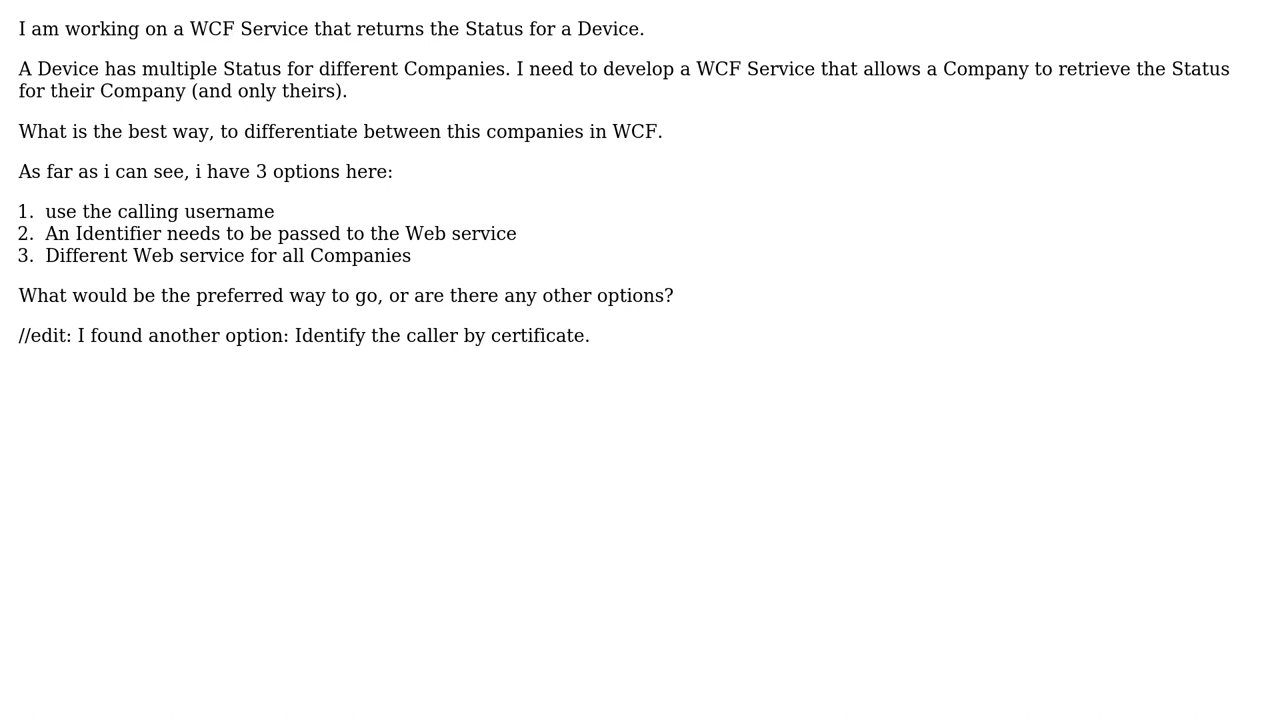 I am working on a WCF Service that returns the Status for a Device.
A Device has multiple Status for different Companies. I need to develop a WCF Service that allows a Company to retrieve the Status
for their Company (and only theirs).
What is the best way, to differentiate between this companies in WCF.
As far as i can see, i have 3 options here:
1. use the calling username
2. An Identifier needs to be passed to the Web service
3. Different Web service for all Companies
What would be the preferred way to go, or are there any other options?
//edit: I found another option: Identify the caller by certificate.